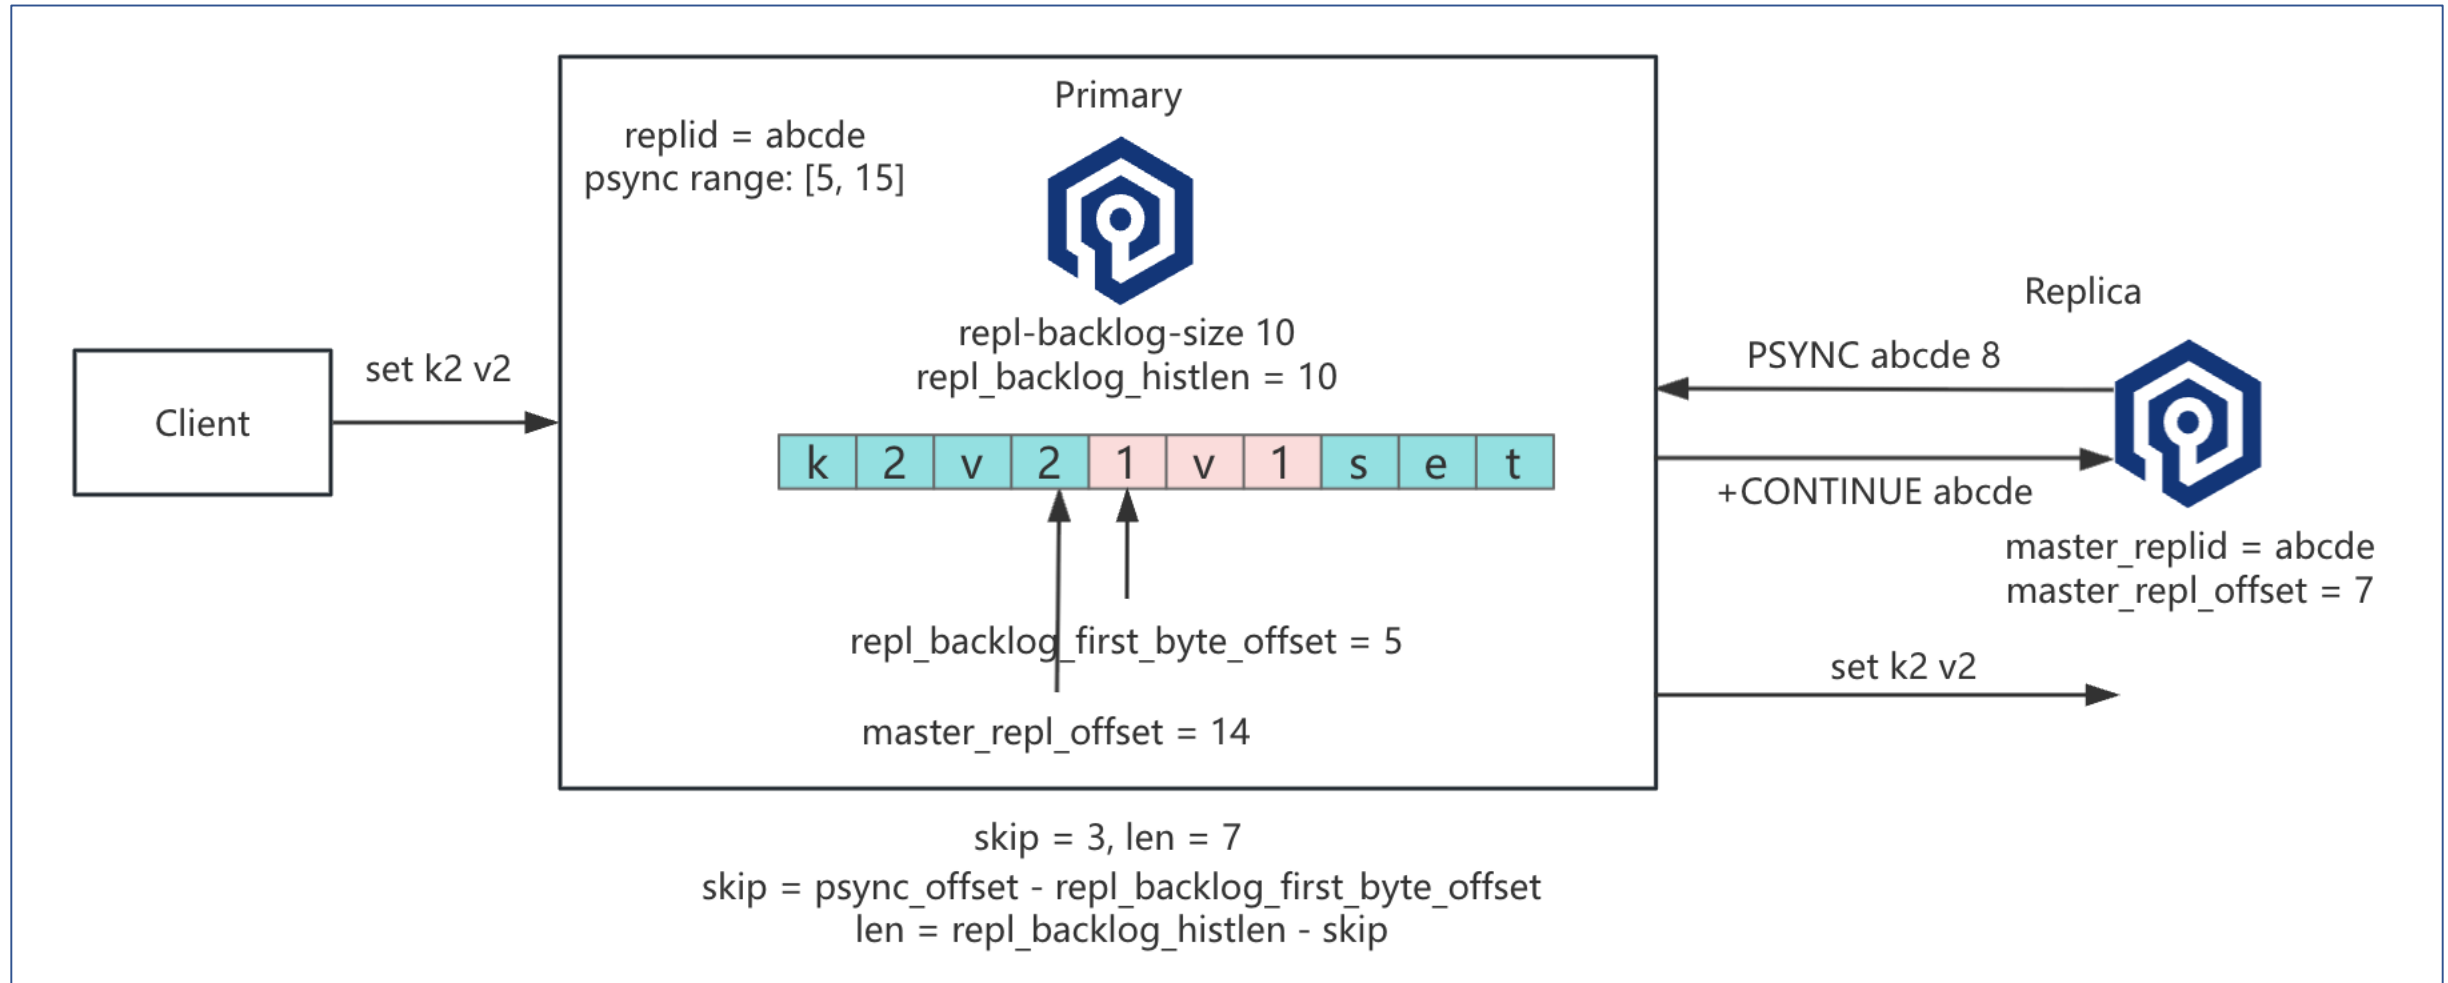 Primary
replid = abcde
psync range: [5, 15]
repl-backlog-size 10
repl_backlog_histlen = 10
Client
set k2 v2
k 2 v 2 1 v 1 s e t
repl_backlog_first_byte_offset = 5
master_repl_offset = 14
Replica
PSYNC abcde 8
+CONTINUE abcde
master_replid = abcde
master_repl_offset = 7
set k2 v2
skip = 3, len = 7
skip = psync_offset - repl_backlog_first_byte_offset
len = repl_backlog_histlen - skip